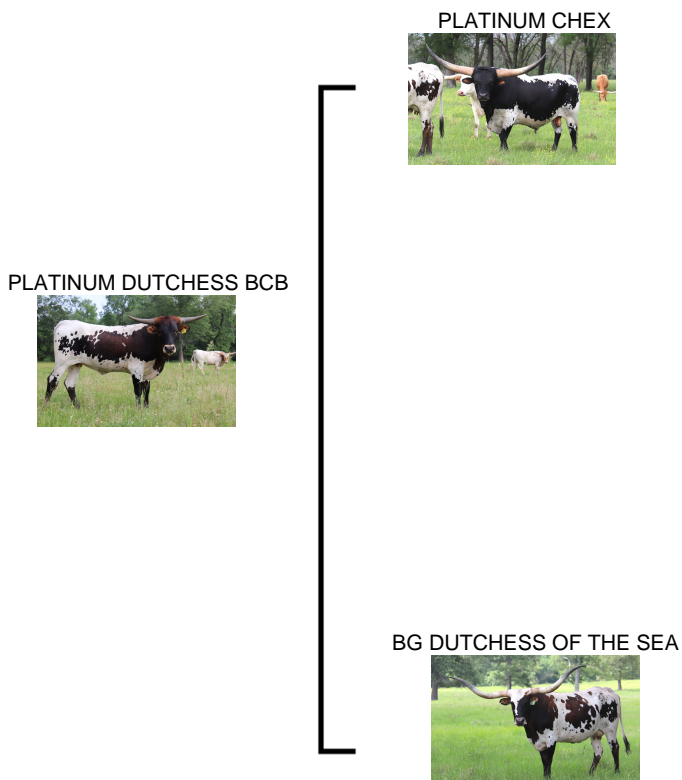 PLATINUM CHEX
PLATINUM DUTCHESS BCB
BG DUTCHESS OF THE SEA